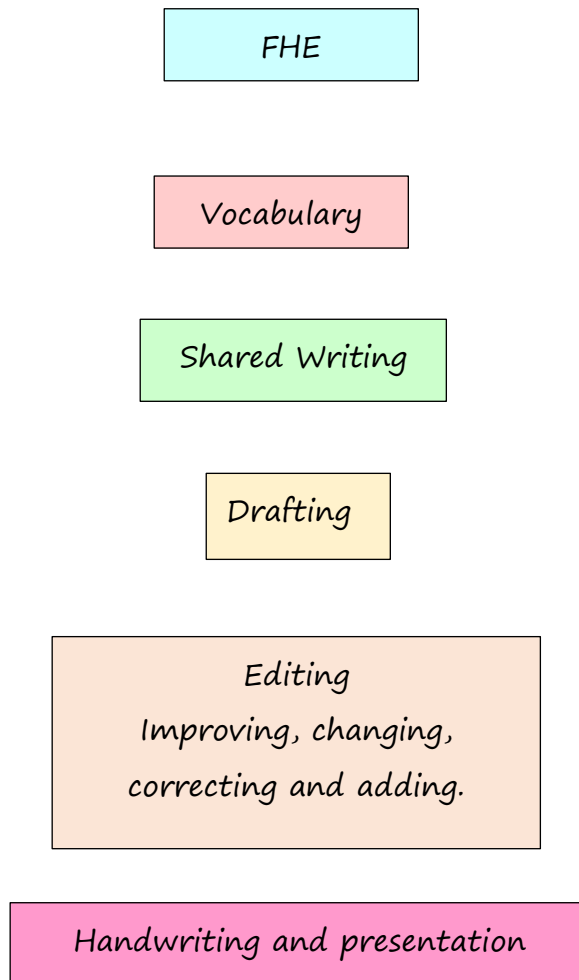 FHE
Vocabulary
Shared Writing
Drafting
Editing
Improving, changing,
correcting and adding.
Handwriting and presentation